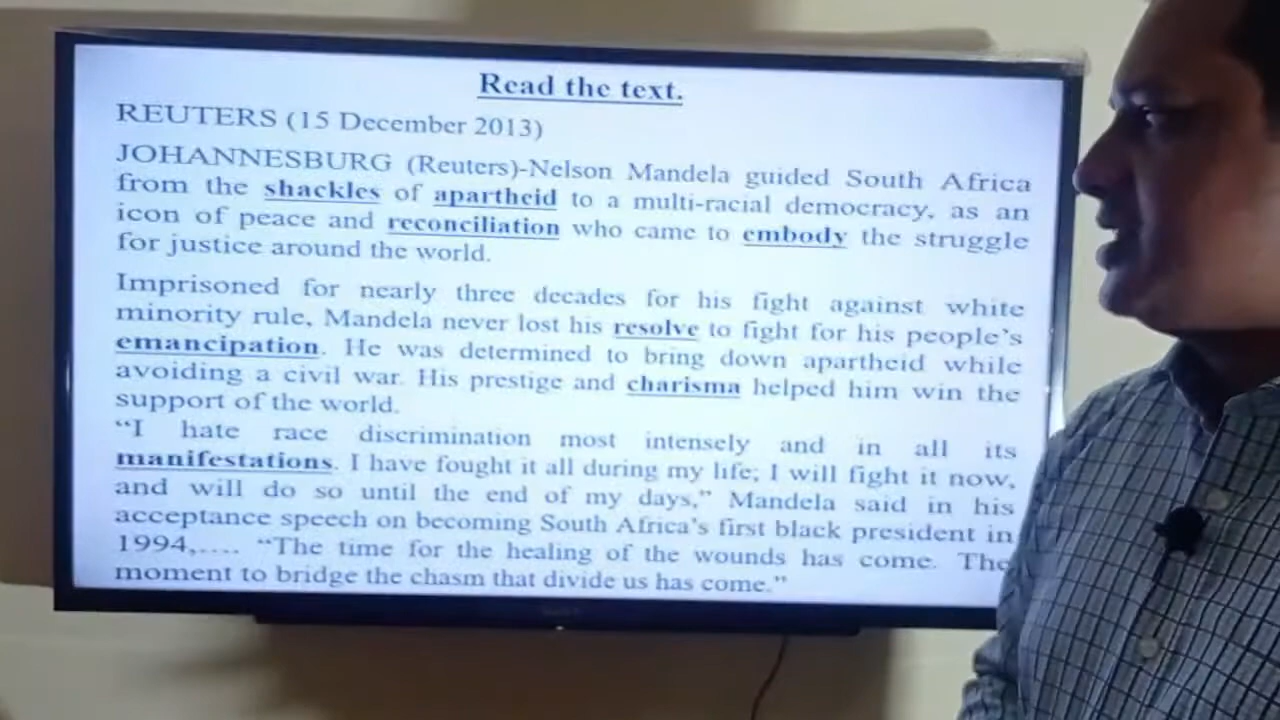 Read the text.
REUTERS (15 December 2013)
JOHANNESBURG (Reuters)-Nelson Mandela guided South Africa
from the shackles of apartheid to a multi-racial democracy, as an
icon of peace and reconciliation who came to embody the struggle
for justice around the world.
Imprisoned for nearly three decades for his fight against white
minority rule, Mandela never lost his resolve to fight for his people's
emancipation. He was determined to bring down apartheid while
avoiding a civil war. His prestige and charisma helped him win the
support of the world.
“I hate race discrimination most intensely and in all its
manifestations. I have fought it all during my life; I will fight it now,
and will do so until the end of my days,” Mandela said in his
acceptance speech on becoming South Africa's first black president in
1994,.... “The time for the healing of the wounds has come. The
moment to bridge the chasm that divide us has come.”